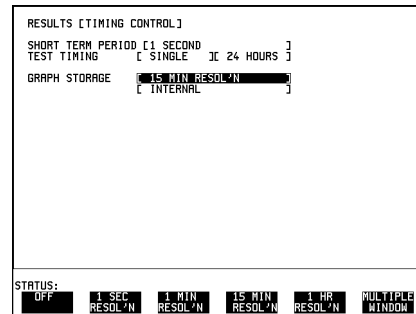 RESULTS [TIMING CONTROL]
SHORT TERM PERIOD [1 SECOND ]
TEST TIMING [ SINGLE ][ 24 HOURS ]
GRAPH STORAGE [ 15 MIN RESOL'N ]
[ INTERNAL ]
STATUS:
OFF 1 SEC 1 MIN 15 MIN 1 HR MULTIPLE
RESOL'N RESOL'N RESOL'N RESOL'N WINDOW